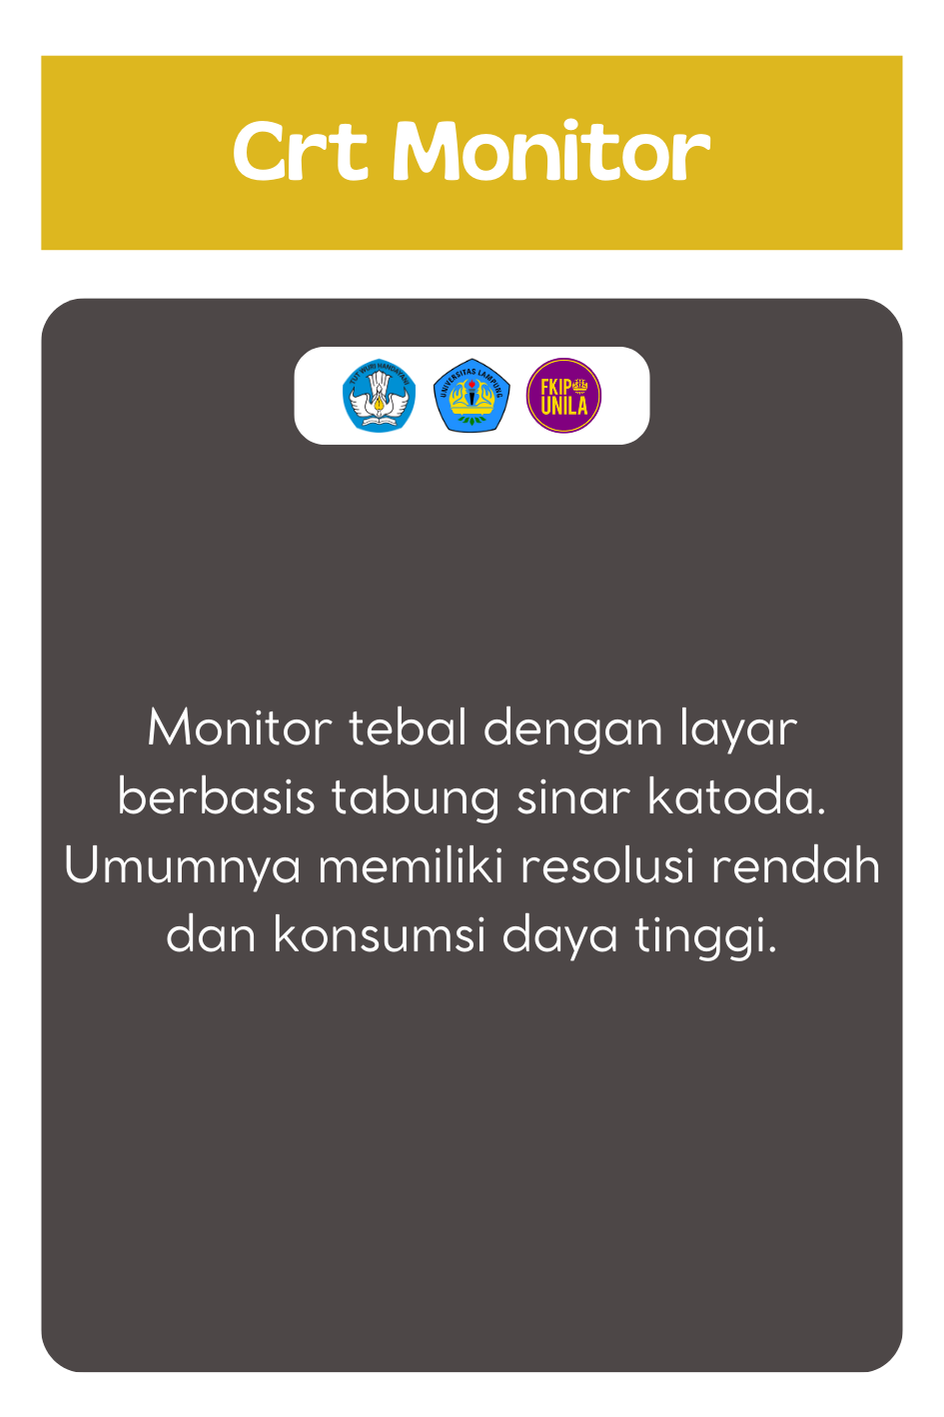 Crt Monitor
TUT WURI HANDAYANI
UNIVERSITAS LAMPUNG
FKIP
UNILA
Monitor tebal dengan layar
berbasis tabung sinar katoda.
Umumnya memiliki resolusi rendah
dan konsumsi daya tinggi.